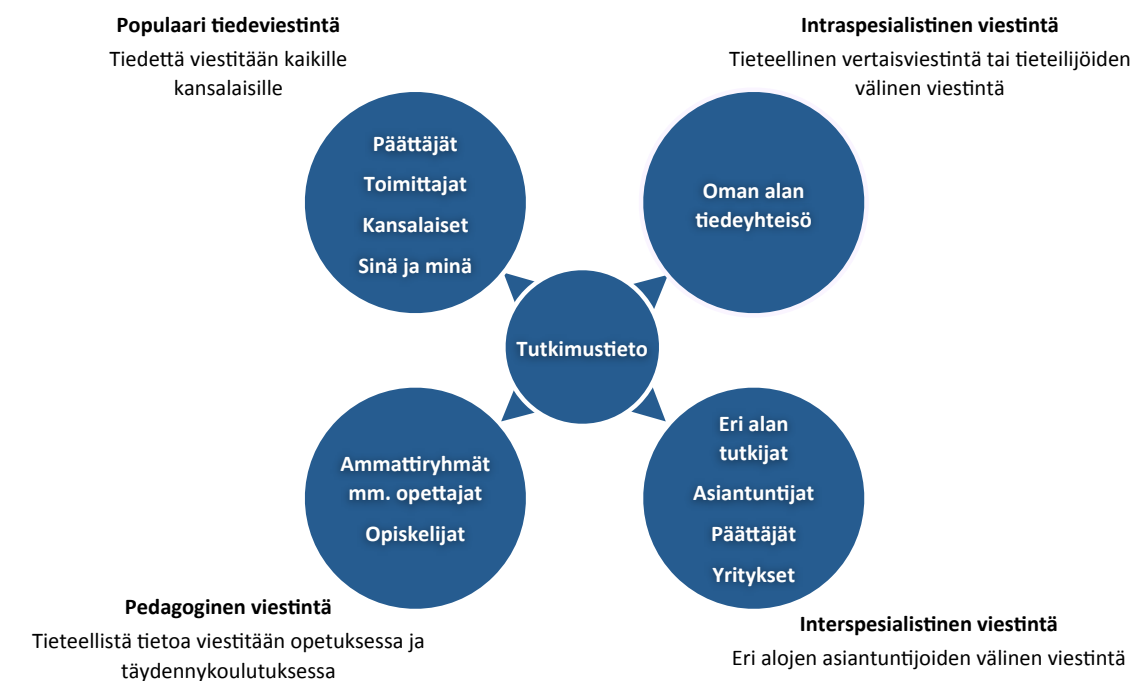 Populaari tiedeviestintä
Tiedettä viestitään kaikille
kansalaisille
Intraspesialistinen viestintä
Tieteellinen vertaisviestintä tai tieteilijöiden
välinen viestintä
Päättäjät
Toimittajat
Kansalaiset
Sinä ja minä
Oman alan
tiedeyhteisö
Tutkimustieto
Ammattiryhmät
mm. opettajat
Opiskelijat
Eri alan
tutkijat
Asiantuntijat
Päättäjät
Yritykset
Pedagoginen viestintä
Tieteellistä tietoa viestitään opetuksessa ja
täydennykoulutuksessa
Interspesialistinen viestintä
Eri alojen asiantuntijoiden välinen viestintä